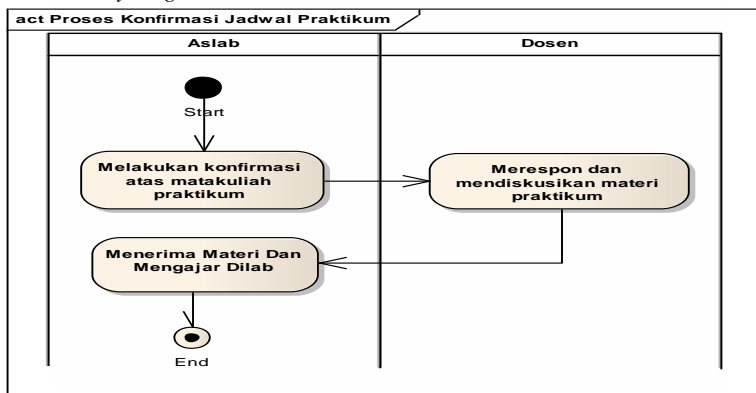 act Proses Konfirmasi Jadwal Praktikum
Aslab
Dosen
Start
Melakukan konfirmasi
atas matakuliah
praktikum
Merespon dan
mendiskusikan materi
praktikum
Menerima Materi Dan
Mengajar Dilab
End